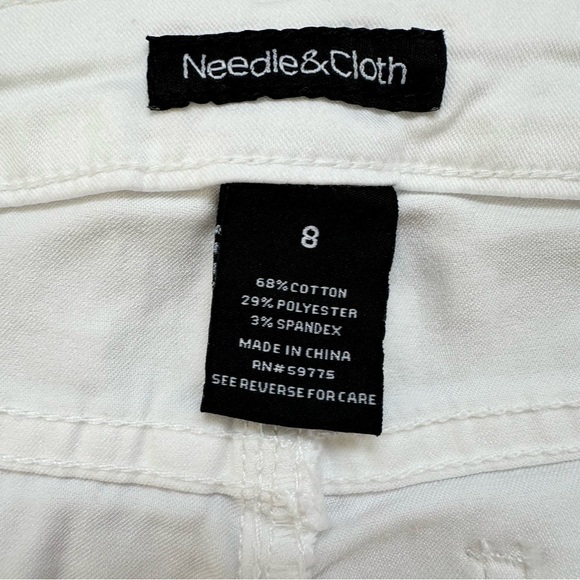 Needle&Cloth
8
68% COTTON
29% POLYESTER
3% SPANDEX
MADE IN CHINA
RN# 59775
SEE REVERSE FOR CARE